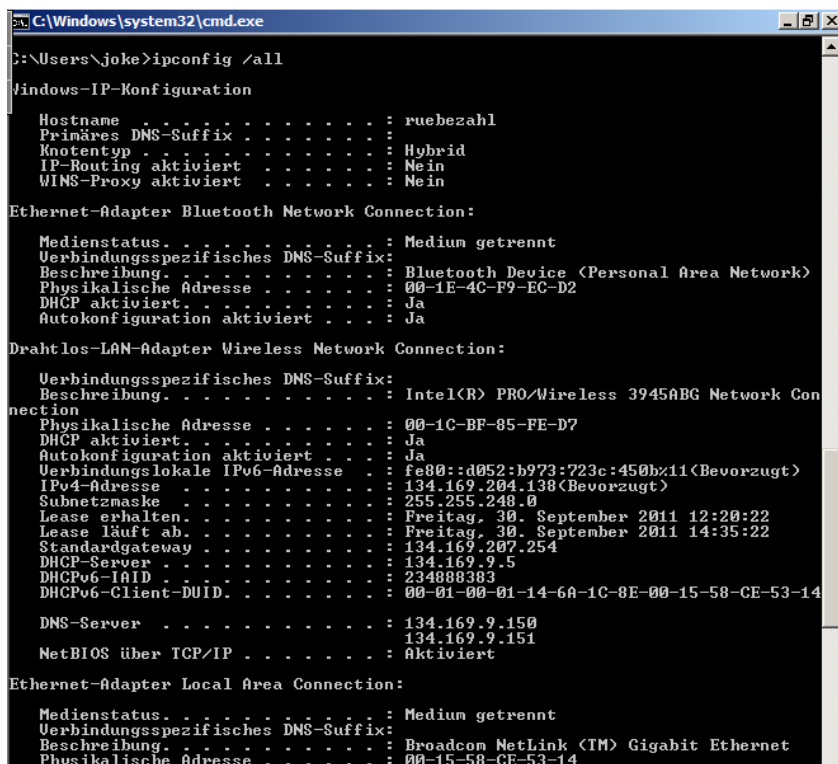 C:\Windows\system32\cmd.exe
C:\Users\joke>ipconfig /all
Windows-IP-Konfiguration
Hostname . . . . . . . . . . . . : ruebezahl
Primäres DNS-Suffix . . . . . . . :
Knotentyp . . . . . . . . . . . . : Hybrid
IP-Routing aktiviert . . . . . . : Nein
WINS-Proxy aktiviert . . . . . . : Nein
Ethernet-Adapter Bluetooth Network Connection:
Medienstatus. . . . . . . . . . . : Medium getrennt
Verbindungsspezifisches DNS-Suffix:
Beschreibung. . . . . . . . . . . : Bluetooth Device (Personal Area Network)
Physikalische Adresse . . . . . . : 00-1E-4C-F9-EC-D2
DHCP aktiviert. . . . . . . . . . : Ja
Autokonfiguration aktiviert . . . : Ja
Drahtlos-LAN-Adapter Wireless Network Connection:
Verbindungsspezifisches DNS-Suffix:
Beschreibung. . . . . . . . . . . : Intel(R) PRO/Wireless 3945ABG Network Con
nection
Physikalische Adresse . . . . . . : 00-1C-BF-85-FE-D7
DHCP aktiviert. . . . . . . . . . : Ja
Autokonfiguration aktiviert . . . : Ja
Verbindungslokale IPv6-Adresse . : fe80::d052:b973:723c:450b%11(Bevorzugt)
IPv4-Adresse . . . . . . . . . . : 134.169.204.138(Bevorzugt)
Subnetzmaske . . . . . . . . . . : 255.255.248.0
Lease erhalten. . . . . . . . . . : Freitag, 30. September 2011 12:20:22
Lease läuft ab. . . . . . . . . . : Freitag, 30. September 2011 14:35:22
Standardgateway . . . . . . . . . : 134.169.207.254
DHCP-Server . . . . . . . . . . . : 134.169.9.5
DHCPv6-IAID . . . . . . . . . . . : 234888383
DHCPv6-Client-DUID. . . . . . . . : 00-01-00-01-14-6A-1C-8E-00-15-58-CE-53-14
DNS-Server . . . . . . . . . . . : 134.169.9.150
134.169.9.151
NetBIOS über TCP/IP . . . . . . . : Aktiviert
Ethernet-Adapter Local Area Connection:
Medienstatus. . . . . . . . . . . : Medium getrennt
Verbindungsspezifisches DNS-Suffix:
Beschreibung. . . . . . . . . . . : Broadcom NetLink (TM) Gigabit Ethernet
Physikalische Adresse . . . . . . : 00-15-58-CE-53-14